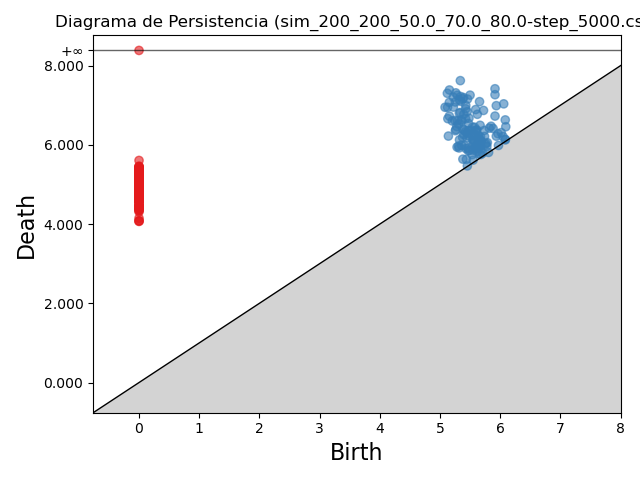 Diagrama de Persistencia (sim_200_200_50.0_70.0_80.0-step_5000.cs
+∞
8.000
6.000
4.000
2.000
0.000
Death
0 1 2 3 4 5 6 7 8
Birth